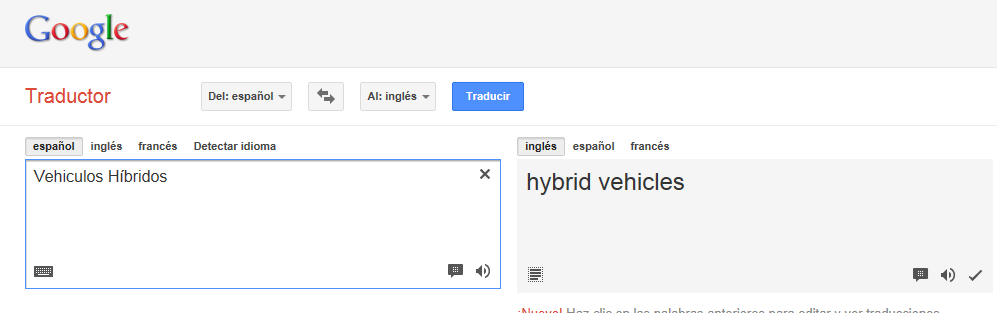 Google
Traductor
Del: español
Al: inglés
Traducir
español inglés francés Detectar idioma
inglés español francés
Vehiculos Híbridos
hybrid vehicles
¡Nuevo! Haz clic en las palabras anteriores para editar y ver traducciones